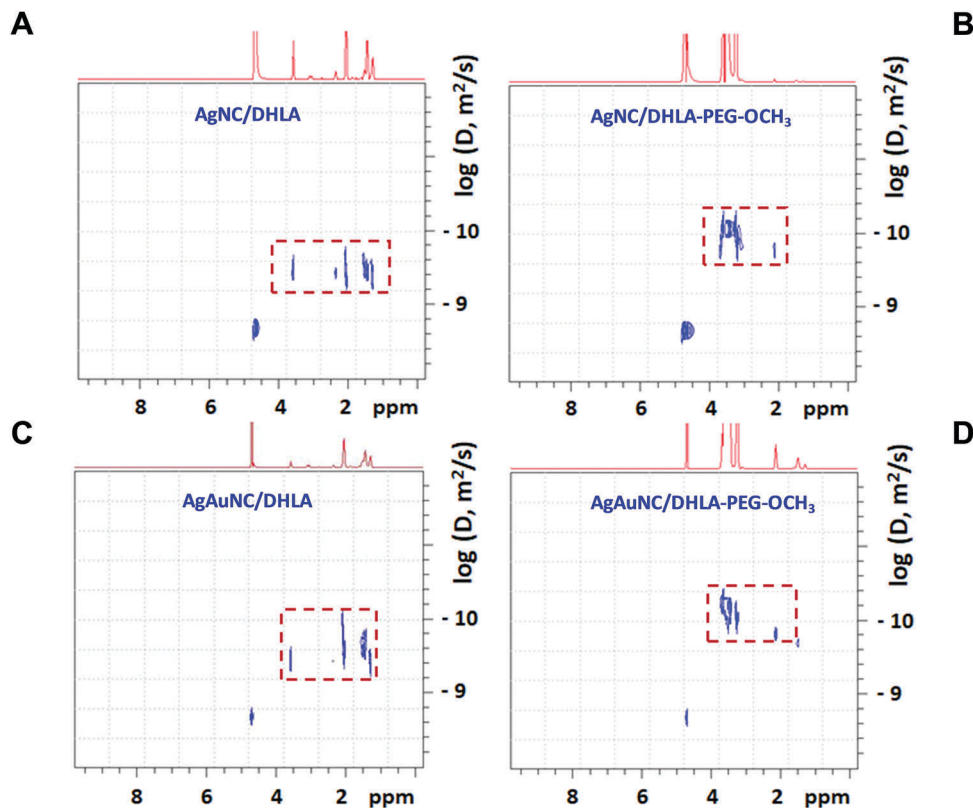 A
AgNC/DHLA
log (D, m²/s)
- 10
- 9
8 6 4 2 ppm
B
AgNC/DHLA-PEG-OCH₃
log (D, m²/s)
- 10
- 9
8 6 4 2 ppm
C
AgAuNC/DHLA
log (D, m²/s)
- 10
- 9
8 6 4 2 ppm
D
AgAuNC/DHLA-PEG-OCH₃
log (D, m²/s)
- 10
- 9
8 6 4 2 ppm